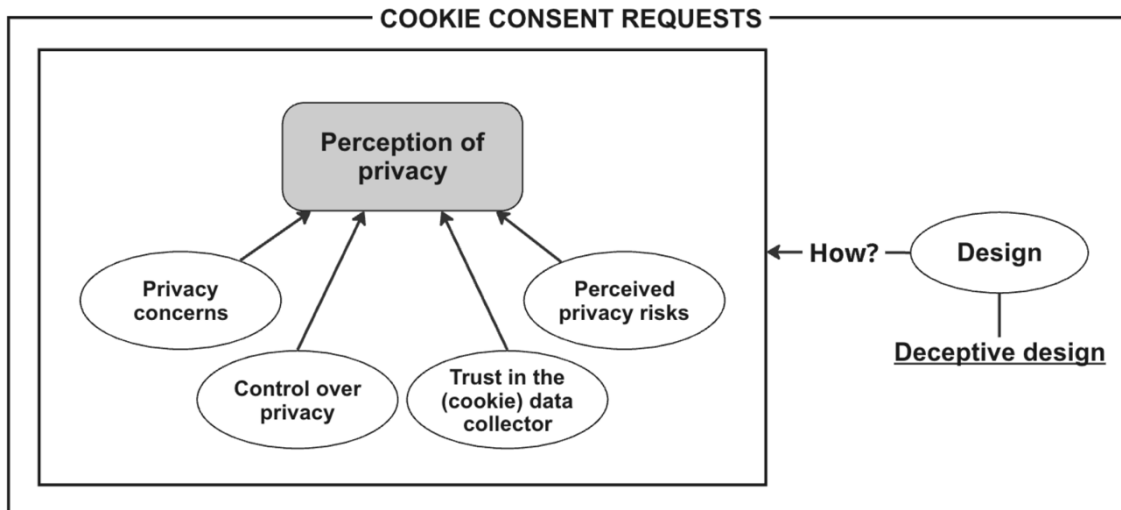 COOKIE CONSENT REQUESTS
Perception of
privacy
Privacy
concerns
Control over
privacy
Trust in the
(cookie) data
collector
Perceived
privacy risks
How?
Design
Deceptive design